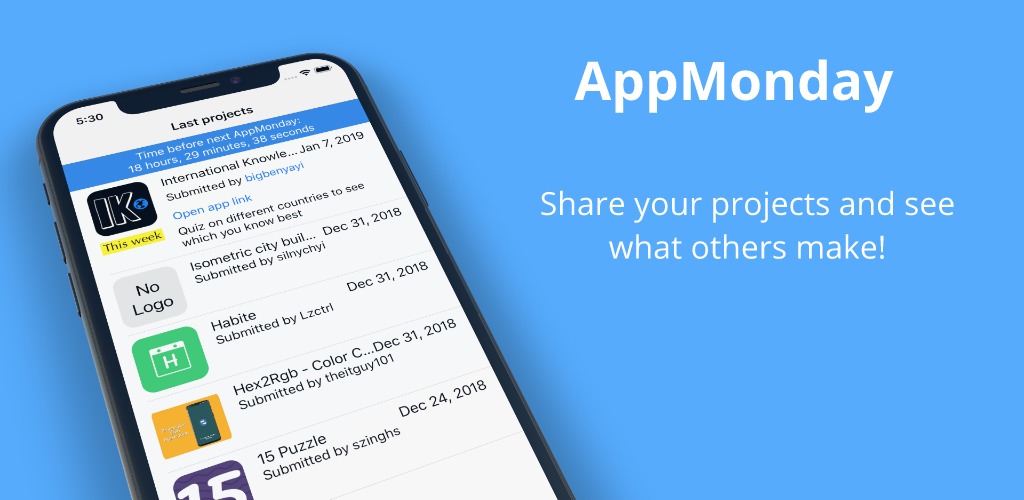 AppMonday
Share your projects and see
what others make!
5:30
Last projects
Time before next AppMonday:
18 hours, 29 minutes, 38 seconds
IK
This week
International Knowle... Jan 7, 2019
Submitted by bigbenyayi
Open app link
Quiz on different countries to see
which you know best
No
Logo
Isometric city buil... Dec 31, 2018
Submitted by silnychyi
H
Habite Dec 31, 2018
Submitted by Lzctrl
Hex2Rgb - Color C...Dec 31, 2018
Submitted by theitguy101
15
15 Puzzle Dec 24, 2018
Submitted by szinghs